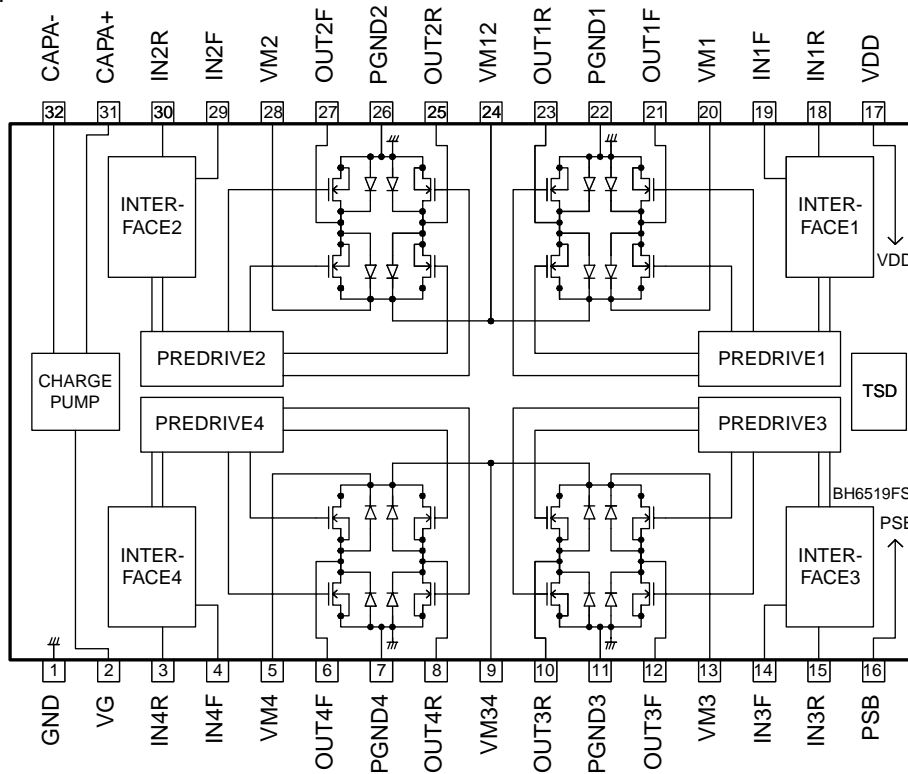 CAPA-
CAPA+
IN2R
IN2F
VM2
OUT2F
PGND2
OUT2R
VM12
OUT1R
PGND1
OUT1F
VM1
IN1F
IN1R
VDD
32
31
30
29
28
27
26
25
24
23
22
21
20
19
18
17
INTER-
FACE2
INTER-
FACE1
VDD
PREDRIVE2
PREDRIVE1
CHARGE
PUMP
TSD
PREDRIVE4
PREDRIVE3
BH6519FS
PSB
INTER-
FACE4
INTER-
FACE3
1
2
3
4
5
6
7
8
9
10
11
12
13
14
15
16
GND
VG
IN4R
IN4F
VM4
OUT4F
PGND4
OUT4R
VM34
OUT3R
PGND3
OUT3F
VM3
IN3F
IN3R
PSB